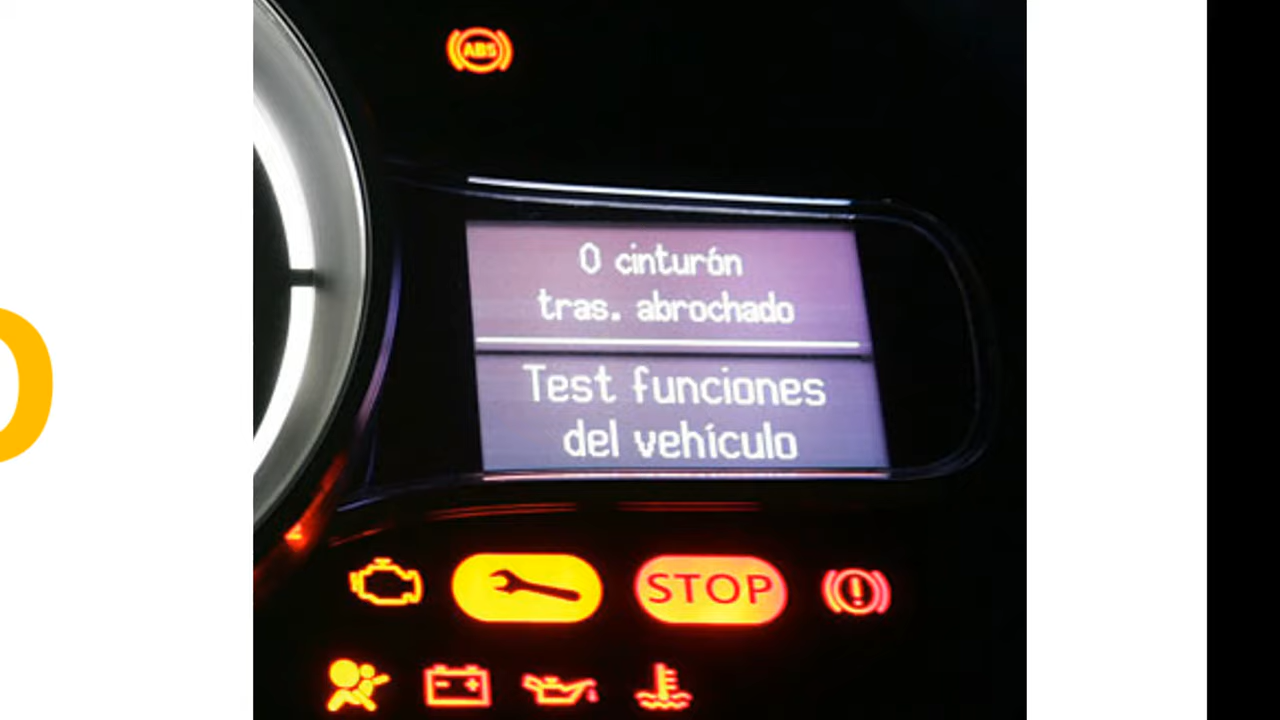 ABS
0 cinturón
tras. abrochado
Test funciones
del vehículo
STOP